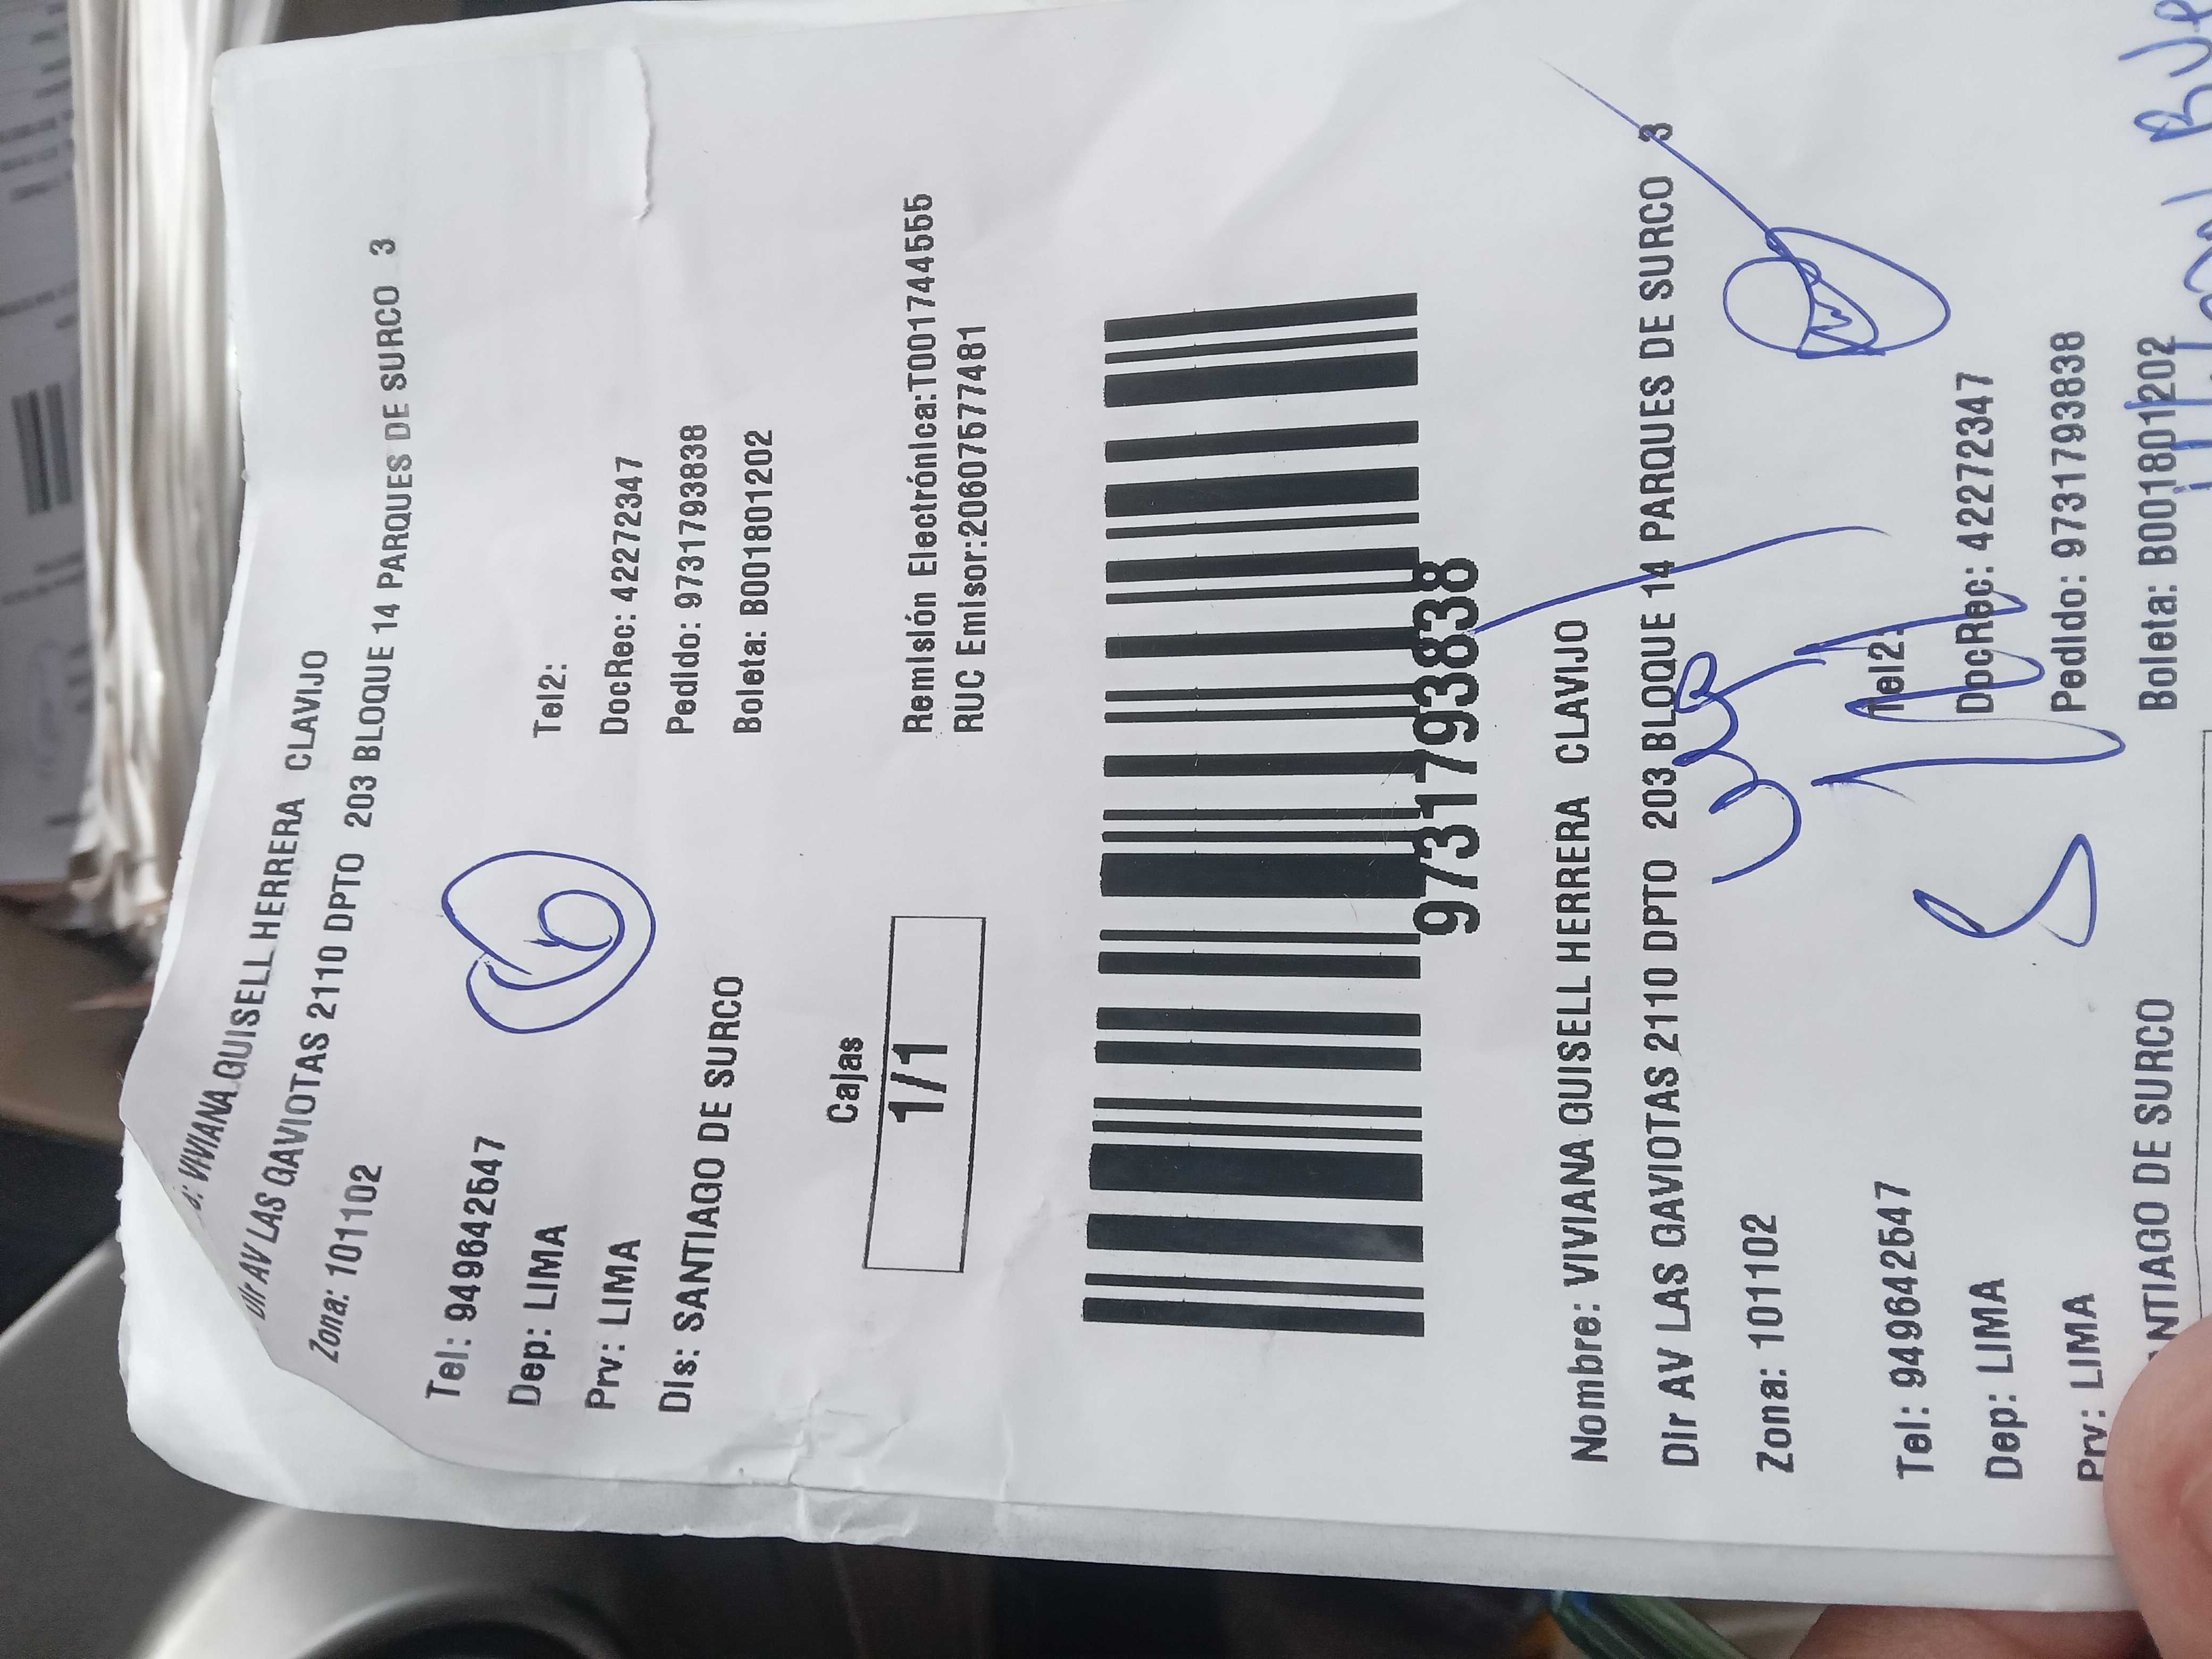 : VIVIANA GUISELL HERRERA CLAVIJO
Dir AV LAS GAVIOTAS 2110 DPTO 203 BLOQUE 14 PARQUES DE SURCO 3
Zona: 101102
Tel: 949642547 Tel2:
Dep: LIMA DocRec: 42272347
Prv: LIMA Pedido: 9731793838
Dis: SANTIAGO DE SURCO Boleta: B001801202
Cajas
1/1
Remisión Electrónica:T001744555
RUC Emisor:20607577481
9731793838
Nombre: VIVIANA GUISELL HERRERA CLAVIJO
Dir AV LAS GAVIOTAS 2110 DPTO 203 BLOQUE 14 PARQUES DE SURCO 3
Zona: 101102
Tel: 949642547 Tel2:
Dep: LIMA DocRec: 42272347
Prv: LIMA Pedido: 9731793838
NTIAGO DE SURCO Boleta: B001801202